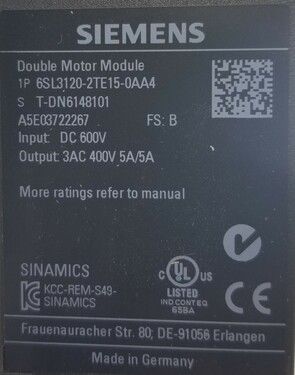 SIEMENS
Double Motor Module
1P 6SL3120-2TE15-0AA4
S T-DN6148101
A5E03722267 FS: B
Input: DC 600V
Output: 3AC 400V 5A/5A
More ratings refer to manual
SINAMICS
KCC-REM-S49-
SINAMICS
C UL US
LISTED
IND.CONT.EQ
65BA
CE
Frauenauracher Str. 80; DE-91056 Erlangen
Made in Germany